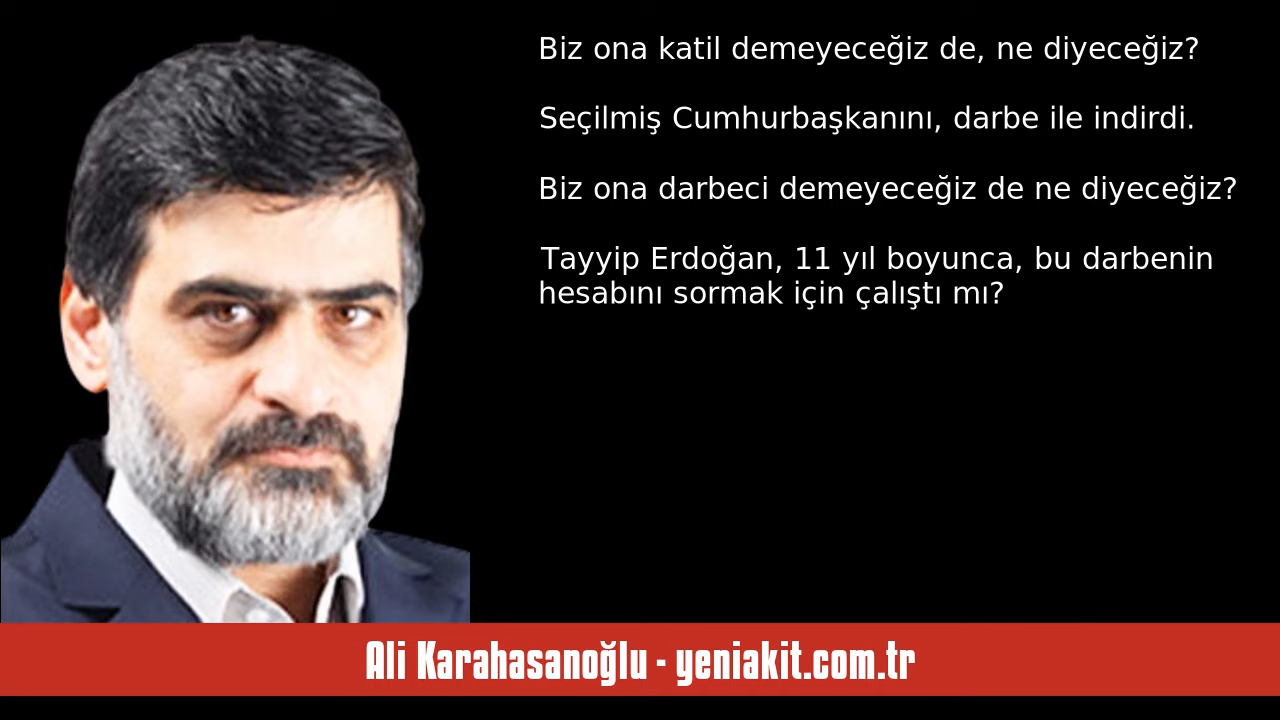 Biz ona katil demeyeceğiz de, ne diyeceğiz?
Seçilmiş Cumhurbaşkanını, darbe ile indirdi.
Biz ona darbeci demeyeceğiz de ne diyeceğiz?
Tayyip Erdoğan, 11 yıl boyunca, bu darbenin
hesabını sormak için çalıştı mı?
Ali Karahasanoğlu - yeniakit.com.tr